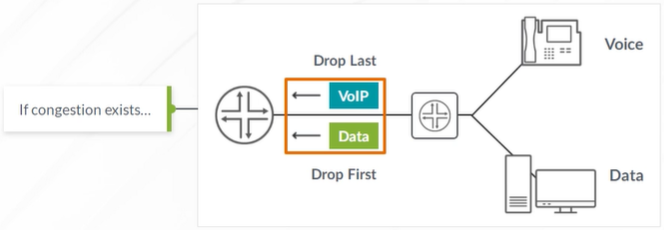 If congestion exists...
Drop Last
VoIP
Data
Drop First
Voice
Data